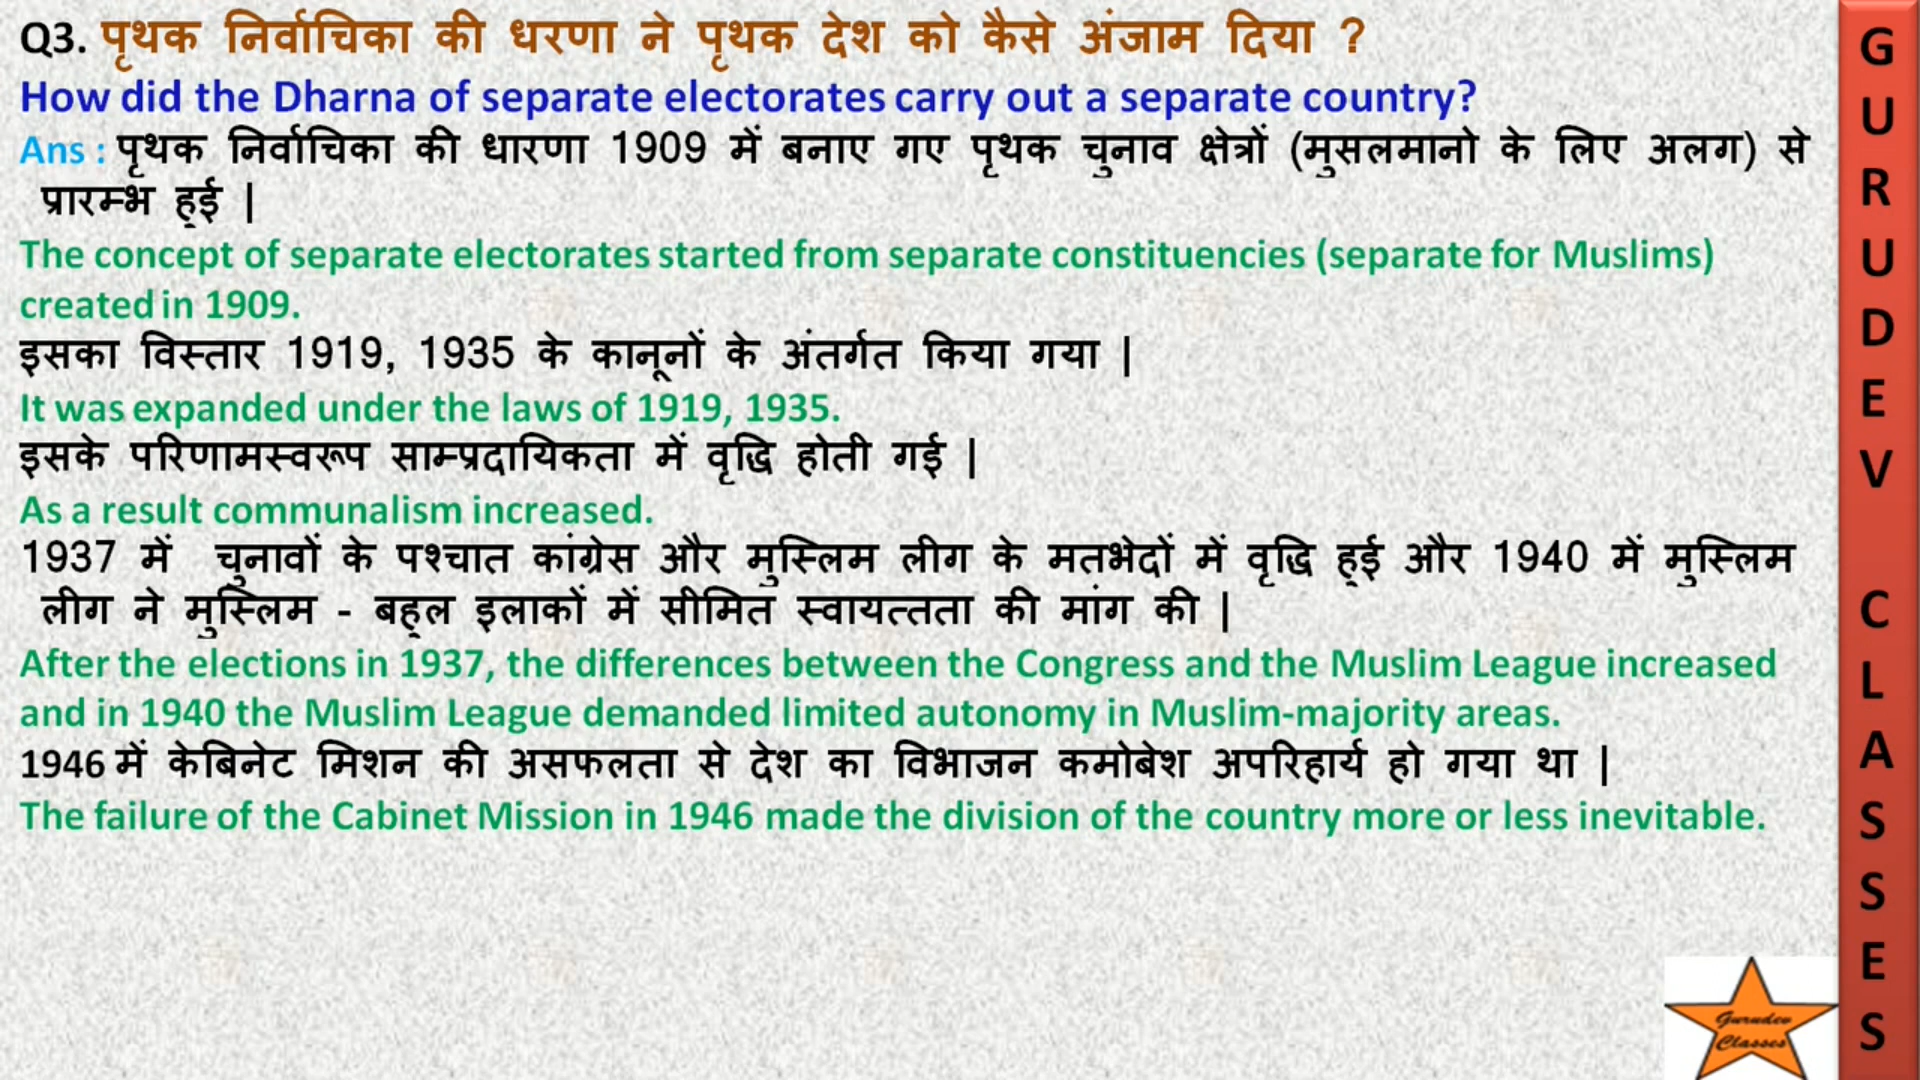 Q3. पृथक निर्वाचिका की धरणा ने पृथक देश को कैसे अंजाम दिया ?
How did the Dharna of separate electorates carry out a separate country?
Ans : पृथक निर्वाचिका की धारणा 1909 में बनाए गए पृथक चुनाव क्षेत्रों (मुसलमानो के लिए अलग) से
प्रारम्भ हुई |
The concept of separate electorates started from separate constituencies (separate for Muslims)
created in 1909.
इसका विस्तार 1919, 1935 के कानूनों के अंतर्गत किया गया |
It was expanded under the laws of 1919, 1935.
इसके परिणामस्वरूप साम्प्रदायिकता में वृद्धि होती गई |
As a result communalism increased.
1937 में चुनावों के पश्चात कांग्रेस और मुस्लिम लीग के मतभेदों में वृद्धि हुई और 1940 में मुस्लिम
लीग ने मुस्लिम - बहुल इलाकों में सीमित स्वायत्तता की मांग की |
After the elections in 1937, the differences between the Congress and the Muslim League increased
and in 1940 the Muslim League demanded limited autonomy in Muslim-majority areas.
1946 में केबिनेट मिशन की असफलता से देश का विभाजन कमोबेश अपरिहार्य हो गया था |
The failure of the Cabinet Mission in 1946 made the division of the country more or less inevitable.
GURUDEV CLASSES
Gurudev
Classes